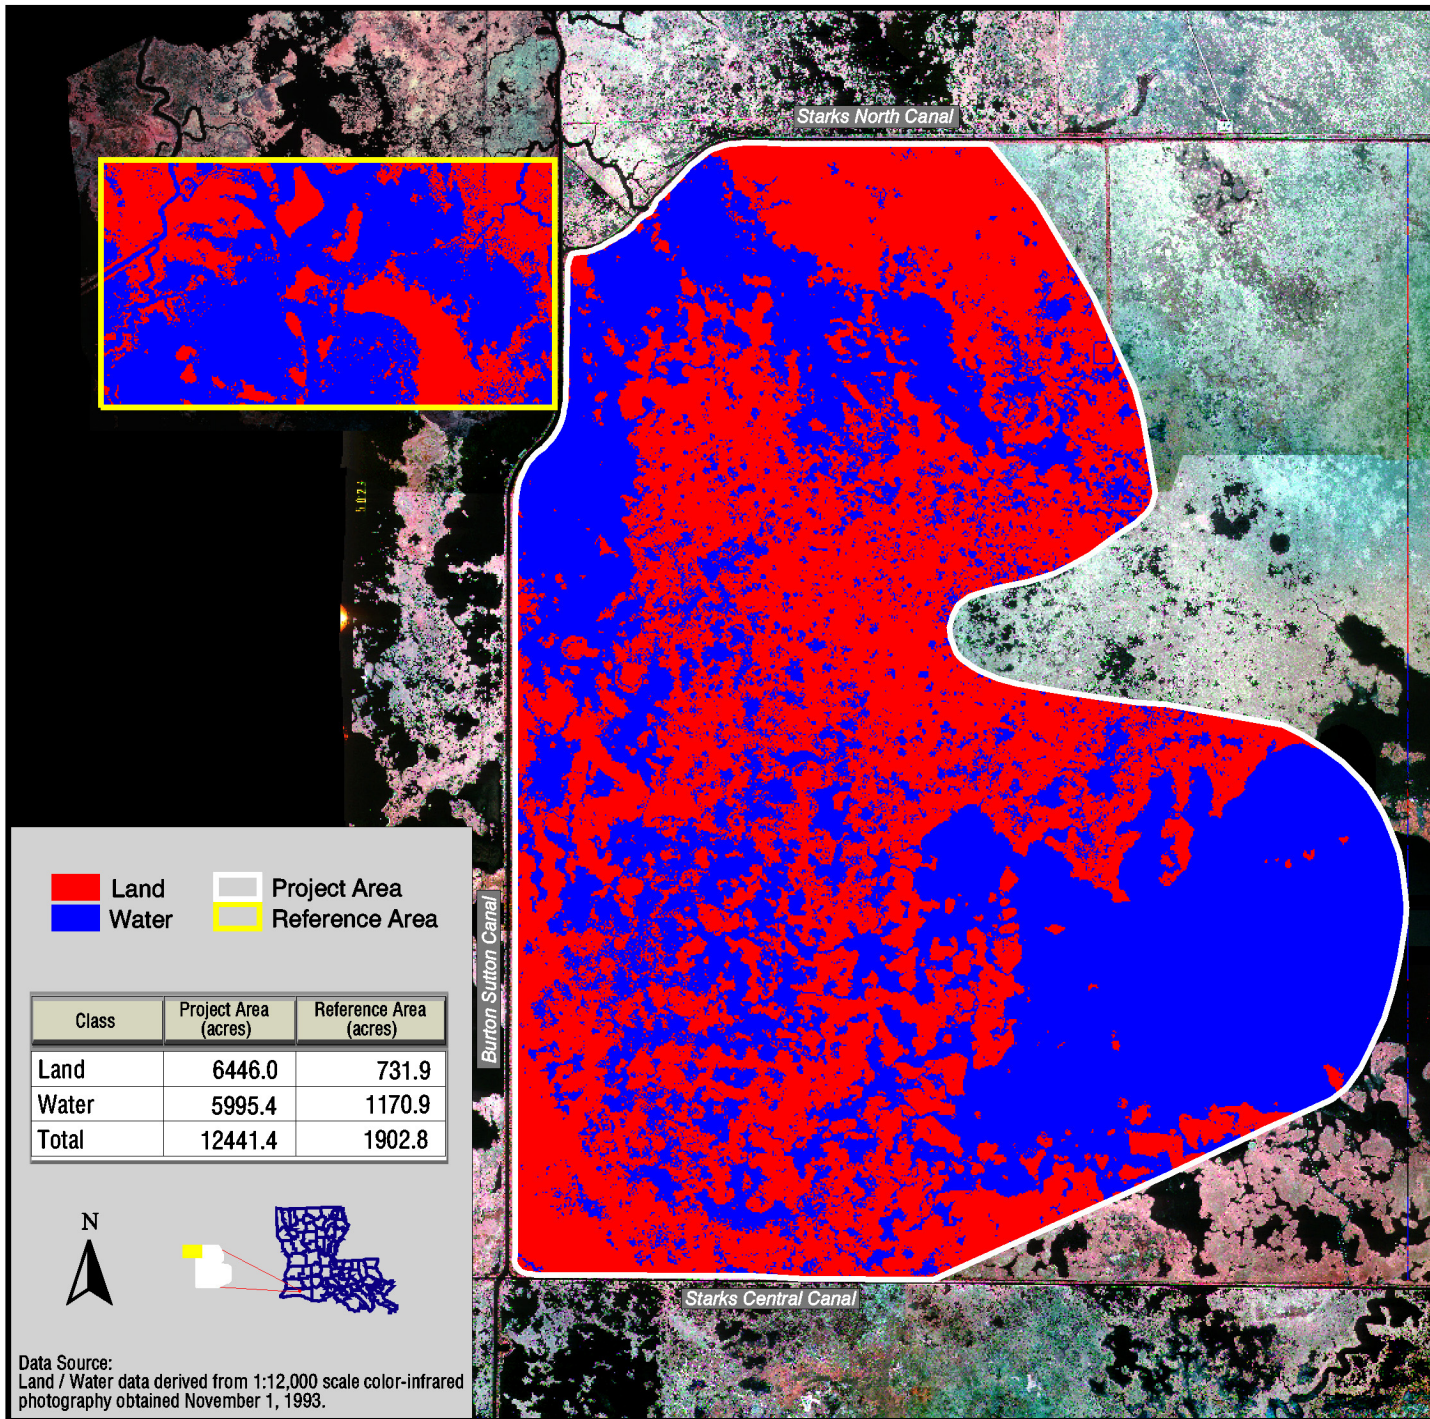 Starks North Canal
Burton Sutton Canal
Land
Water
Project Area
Reference Area
Class Project Area (acres) Reference Area (acres)
Land 6446.0 731.9
Water 5995.4 1170.9
Total 12441.4 1902.8
N
Starks Central Canal
Data Source:
Land / Water data derived from 1:12,000 scale color-infrared
photography obtained November 1, 1993.